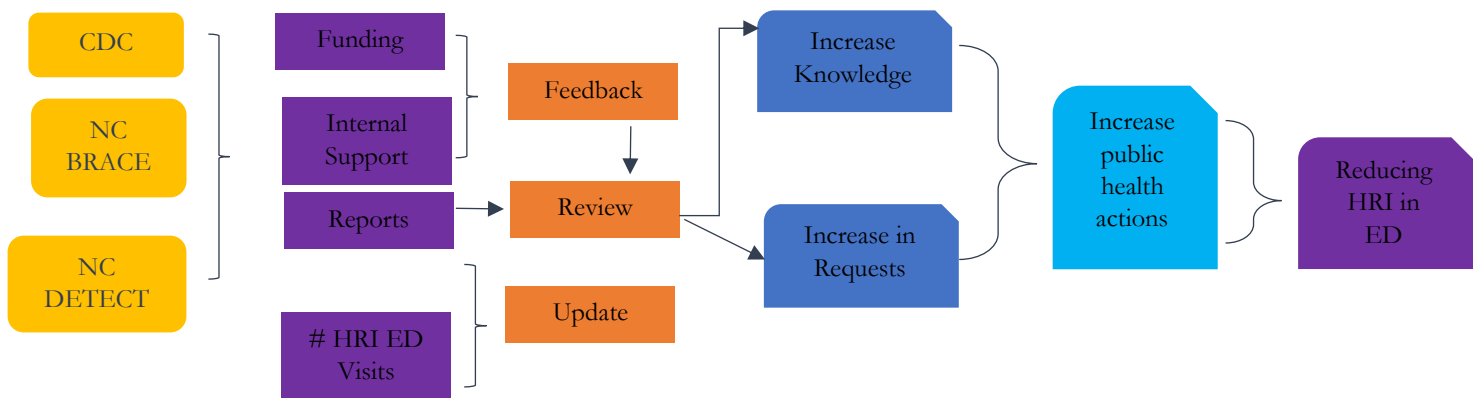 CDC
NC
BRACE
NC
DETECT
Funding
Internal
Support
Reports
# HRI ED
Visits
Feedback
Review
Update
Increase
Knowledge
Increase in
Requests
Increase
public
health
actions
Reducing
HRI in
ED